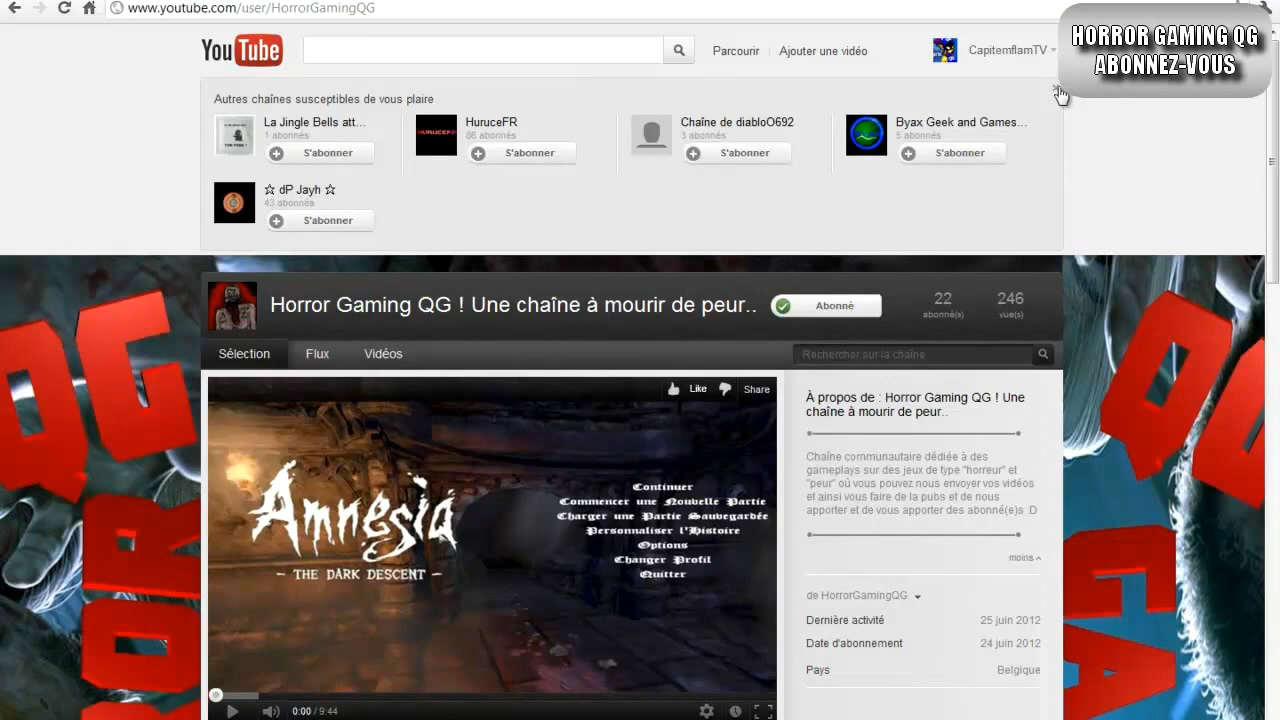 www.youtube.com/user/HorrorGamingQG
HORROR GAMING QG
ABONNEZ-VOUS
YouTube
Parcourir
Ajouter une vidéo
CapitemflamTV
Autres chaînes susceptibles de vous plaire
La Jingle Bells att...
1 abonnés
S'abonner
HuruceFR
86 abonnés
S'abonner
Chaîne de diabloO692
3 abonnés
S'abonner
Byax Geek and Games...
5 abonnés
S'abonner
☆ dP Jayh ☆
43 abonnés
S'abonner
Horror Gaming QG ! Une chaîne à mourir de peur..
Abonné
22
abonné(s)
246
vue(s)
Sélection
Flux
Vidéos
Rechercher sur la chaîne
Like
Share
Amnesia
– THE DARK DESCENT –
Continuer
Commencer une Nouvelle Partie
Charger une Partie Sauvegardée
Personnaliser l'Histoire
Options
Changer Profil
Quitter
0:00 / 9:44
À propos de : Horror Gaming QG ! Une
chaîne à mourir de peur..
Chaîne communautaire dédiée à des
gameplays sur des jeux de type "horreur" et
"peur" où vous pouvez nous envoyer vos vidéos
et ainsi vous faire de la pubs et de nous
apporter et de vous apporter des abonné(e)s :D
moins
de HorrorGamingQG
Dernière activité
25 juin 2012
Date d'abonnement
24 juin 2012
Pays
Belgique